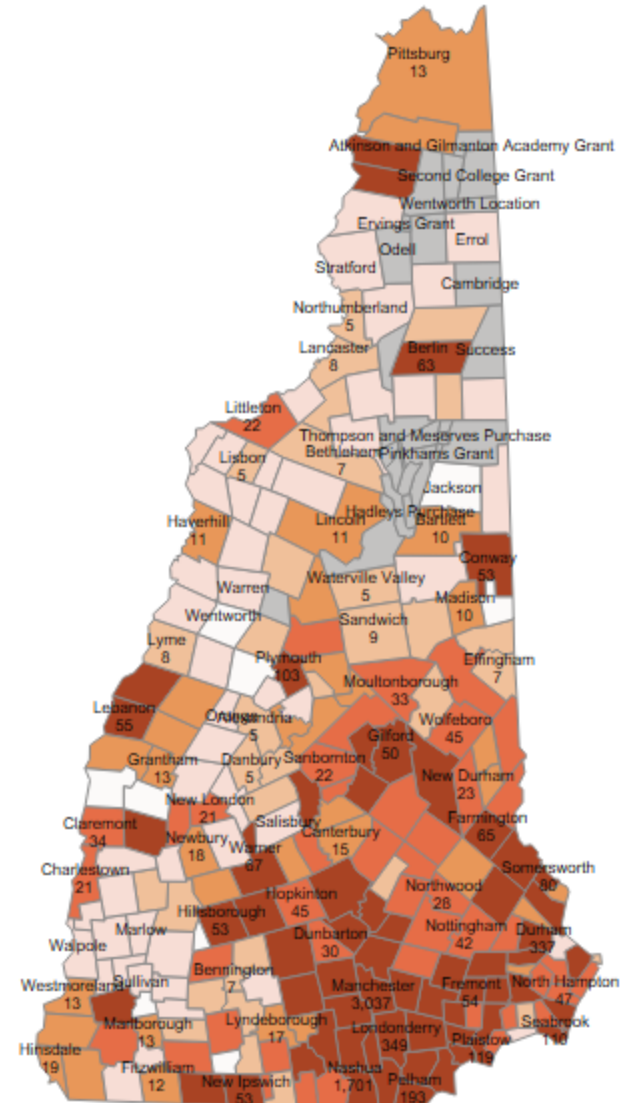 Pittsburg
13
Atkinson and Gilmanton Academy Grant
Second College Grant
Wentworth Location
Ervings Grant
Errol
Odell
Stratford
Cambridge
Northumberland
5
Lancaster
8
Berlin
63
Success
Littleton
22
Thompson and Meserves Purchase
Bethlehem
7
Pinkhams Grant
Lisbon
5
Jackson
Hadleys Purchase
Haverhill
11
Lincoln
11
Bartlett
10
Conway
53
Waterville Valley
5
Warren
Madison
10
Wentworth
Sandwich
9
Lyme
8
Plymouth
103
Effingham
7
Moultonborough
33
Lebanon
55
Orange
Alexandria
5
Wolfeboro
45
Gilford
50
Grantham
13
Danbury
5
Sanbornton
22
New Durham
23
New London
21
Claremont
34
Salisbury
Canterbury
15
Farmington
65
Newbury
18
Warner
67
Charlestown
21
Somersworth
80
Hopkinton
45
Northwood
28
Hillsborough
53
Marlow
Dunbarton
30
Nottingham
42
Durham
337
Walpole
Bennington
7
Westmoreland
13
Sullivan
Manchester
3,037
Fremont
54
North Hampton
47
Marlborough
13
Lyndeborough
17
Londonderry
349
Seabrook
110
Plaistow
119
Hinsdale
19
Fitzwilliam
12
New Ipswich
53
Nashua
1,701
Pelham
193